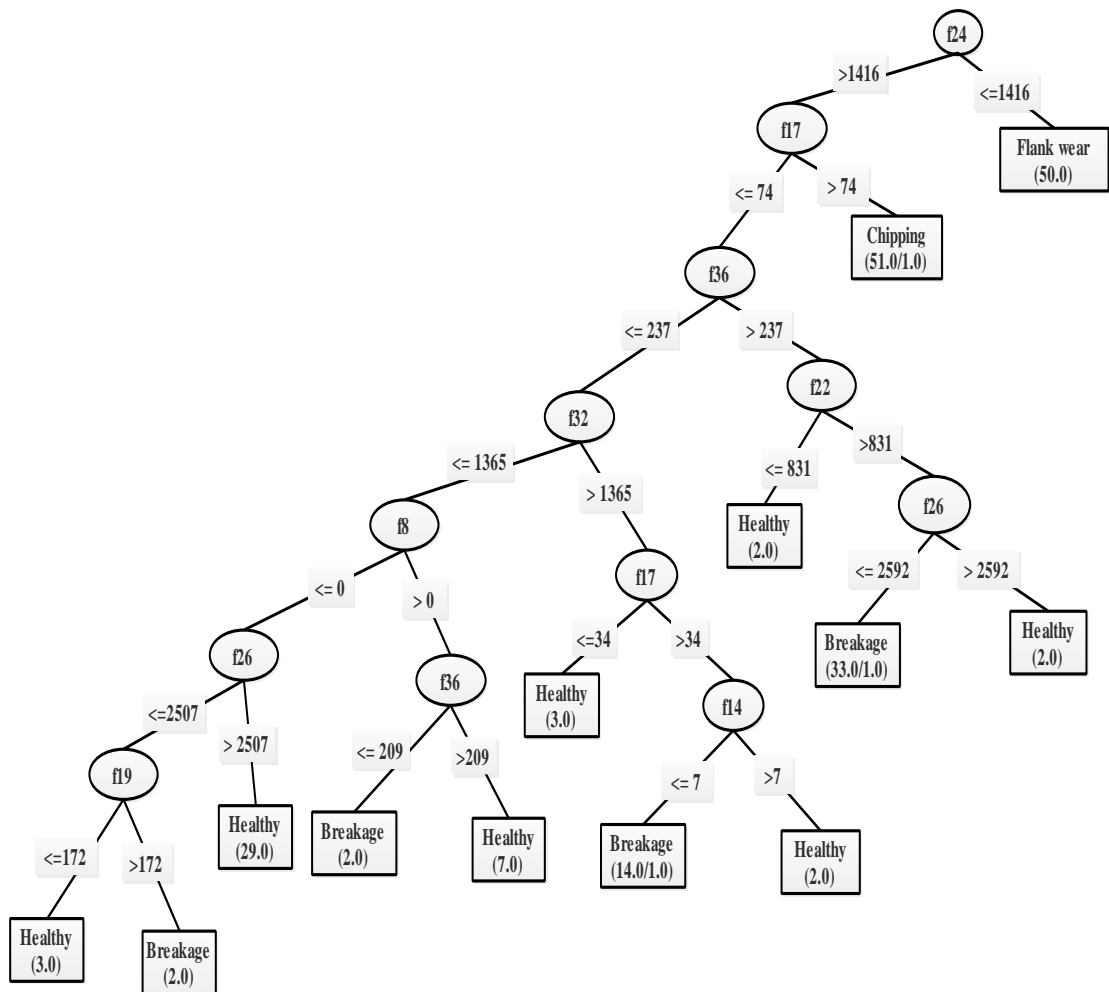 f24
>1416
<=1416
f17
Flank wear
(50.0)
<= 74
> 74
Chipping
(51.0/1.0)
f36
<= 237
> 237
f22
f32
<= 1365
> 1365
<= 831
>831
f8
Healthy
(2.0)
f26
<= 0
> 0
f17
<= 2592
> 2592
f26
f36
<=34
>34
Breakage
(33.0/1.0)
Healthy
(2.0)
Healthy
(3.0)
f14
<=2507
> 2507
<= 209
>209
<= 7
>7
f19
Healthy
(29.0)
Breakage
(2.0)
Healthy
(7.0)
Breakage
(14.0/1.0)
Healthy
(2.0)
<=172
>172
Healthy
(3.0)
Breakage
(2.0)